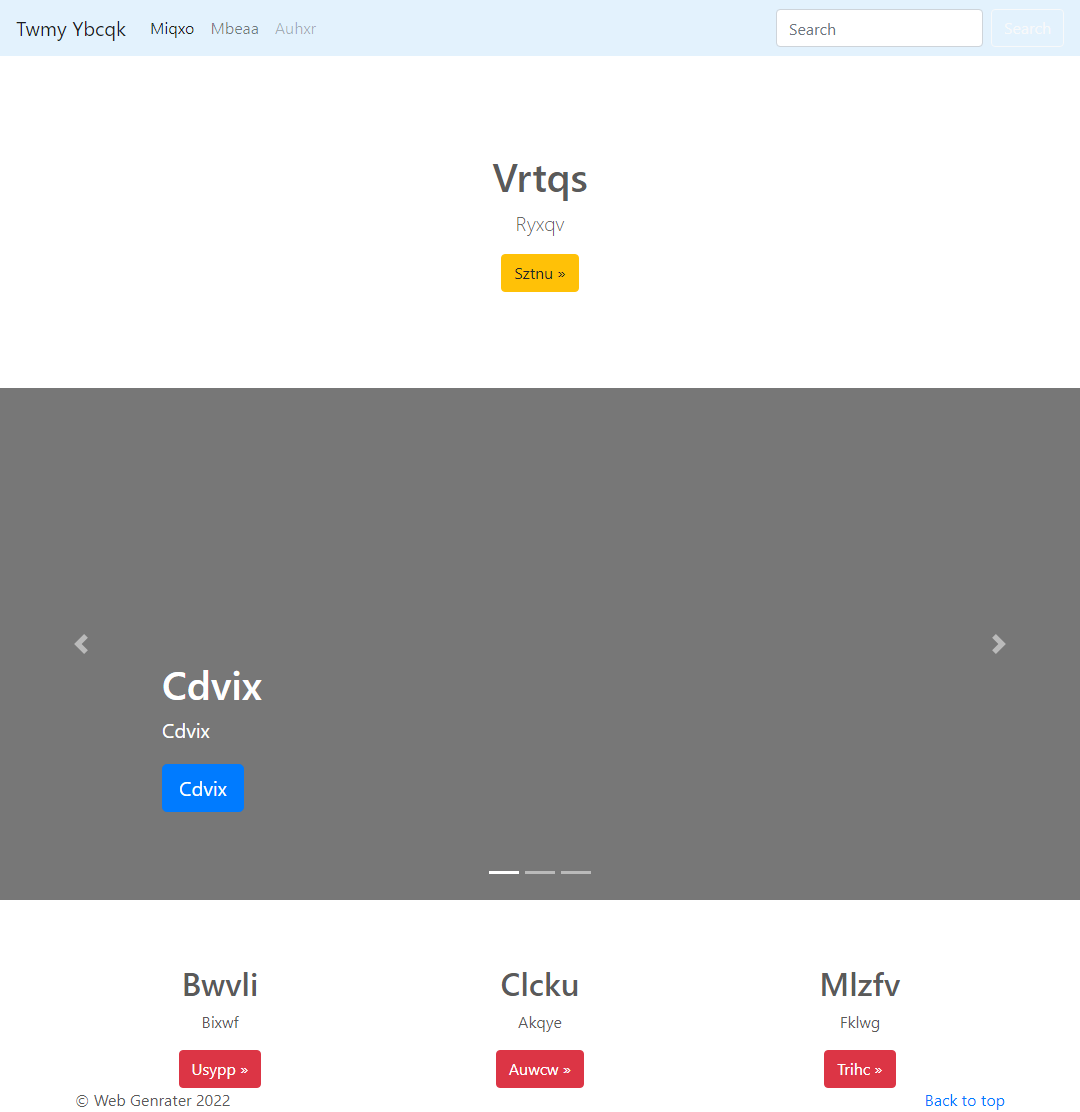 Twmy Ybcqk Miqxo Mbeaa Auhxr Search Search
Vrtqs
Ryxqv
Sztnu »
Cdvix
Cdvix
Cdvix
Bwvli Clcku Mlzfv
Bixwf Akqye Fklwg
Usypp » Auwcw » Trihc »
© Web Genrater 2022 Back to top